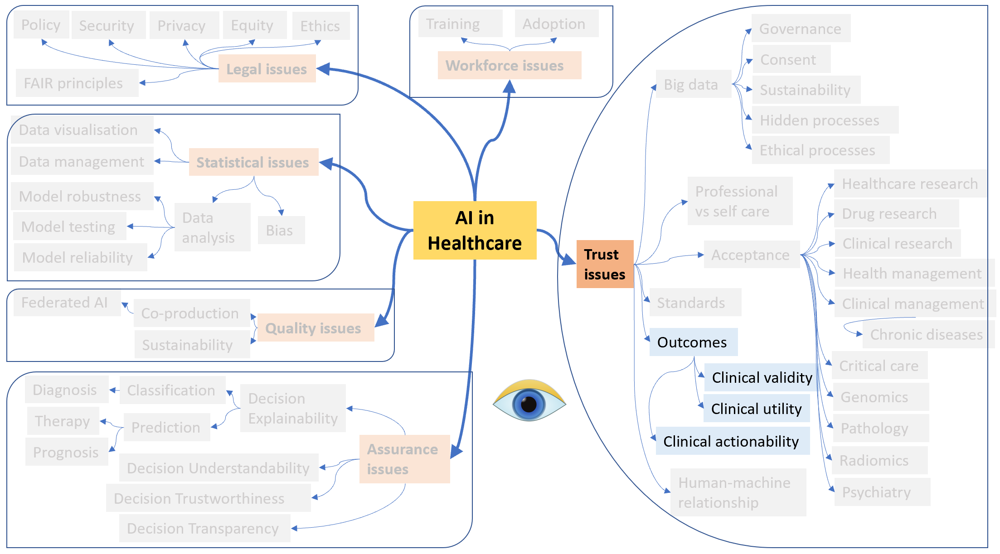 Policy
Security
Privacy
Equity
Ethics
Legal issues
FAIR principles
Training
Adoption
Workforce issues
Data visualisation
Data management
Statistical issues
Model robustness
Model testing
Model reliability
Data
analysis
Bias
Federated AI
Co-production
Sustainability
Quality issues
Diagnosis
Classification
Decision
Explainability
Therapy
Prediction
Prognosis
Assurance
issues
Decision Understandability
Decision Trustworthiness
Decision Transparency
AI in
Healthcare
Trust
issues
Big data
Governance
Consent
Sustainability
Hidden processes
Ethical processes
Professional
vs self care
Acceptance
Healthcare research
Drug research
Clinical research
Health management
Clinical management
Chronic diseases
Critical care
Genomics
Pathology
Radiomics
Psychiatry
Standards
Outcomes
Clinical validity
Clinical utility
Clinical actionability
Human-machine
relationship